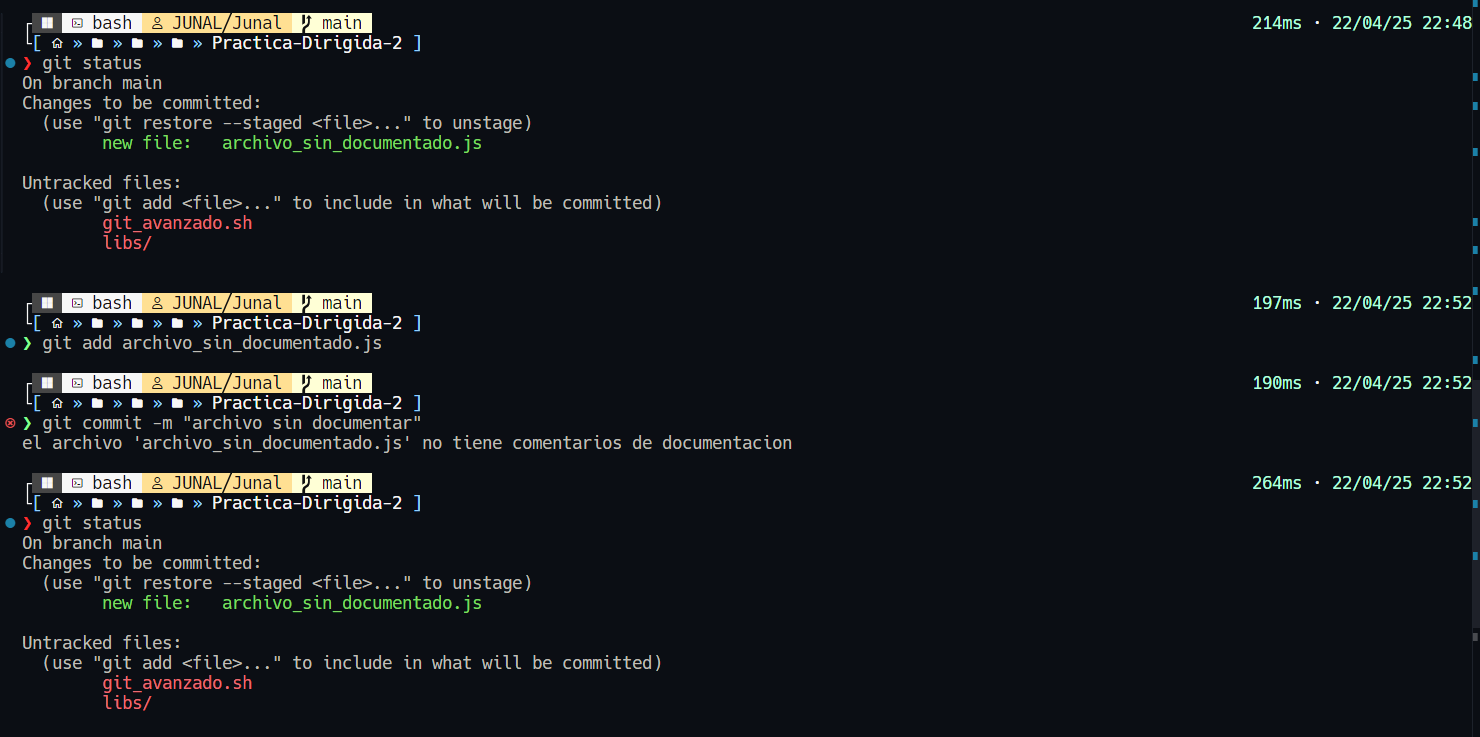 bash JUNAL/Junal main 214ms · 22/04/25 22:48
[ » » » » Practica-Dirigida-2 ]
❯ git status
On branch main
Changes to be committed:
  (use "git restore --staged <file>..." to unstage)
        new file:   archivo_sin_documentado.js
Untracked files:
  (use "git add <file>..." to include in what will be committed)
        git_avanzado.sh
        libs/
bash JUNAL/Junal main 197ms · 22/04/25 22:52
[ » » » » Practica-Dirigida-2 ]
❯ git add archivo_sin_documentado.js
bash JUNAL/Junal main 190ms · 22/04/25 22:52
[ » » » » Practica-Dirigida-2 ]
❯ git commit -m "archivo sin documentar"
el archivo 'archivo_sin_documentado.js' no tiene comentarios de documentacion
bash JUNAL/Junal main 264ms · 22/04/25 22:52
[ » » » » Practica-Dirigida-2 ]
❯ git status
On branch main
Changes to be committed:
  (use "git restore --staged <file>..." to unstage)
        new file:   archivo_sin_documentado.js
Untracked files:
  (use "git add <file>..." to include in what will be committed)
        git_avanzado.sh
        libs/